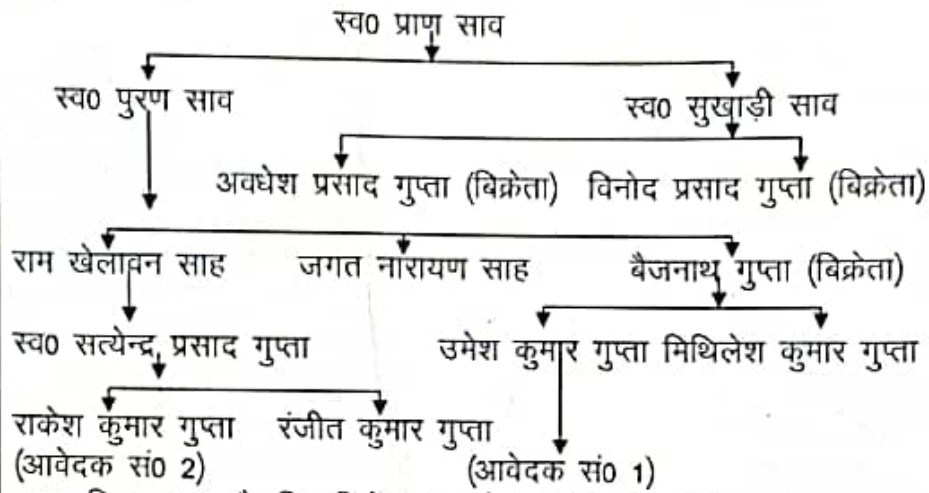 स्व0 प्राण साव
स्व0 पुरण साव स्व0 सुखाड़ी साव
अवधेश प्रसाद गुप्ता (बिक्रेता) विनोद प्रसाद गुप्ता (बिक्रेता)
राम खेलावन साह जगत नारायण साह बैजनाथ गुप्ता (बिक्रेता)
स्व0 सत्येन्द्र प्रसाद गुप्ता उमेश कुमार गुप्ता मिथिलेश कुमार गुप्ता
राकेश कुमार गुप्ता रंजीत कुमार गुप्ता
(आवेदक सं0 2) (आवेदक सं0 1)